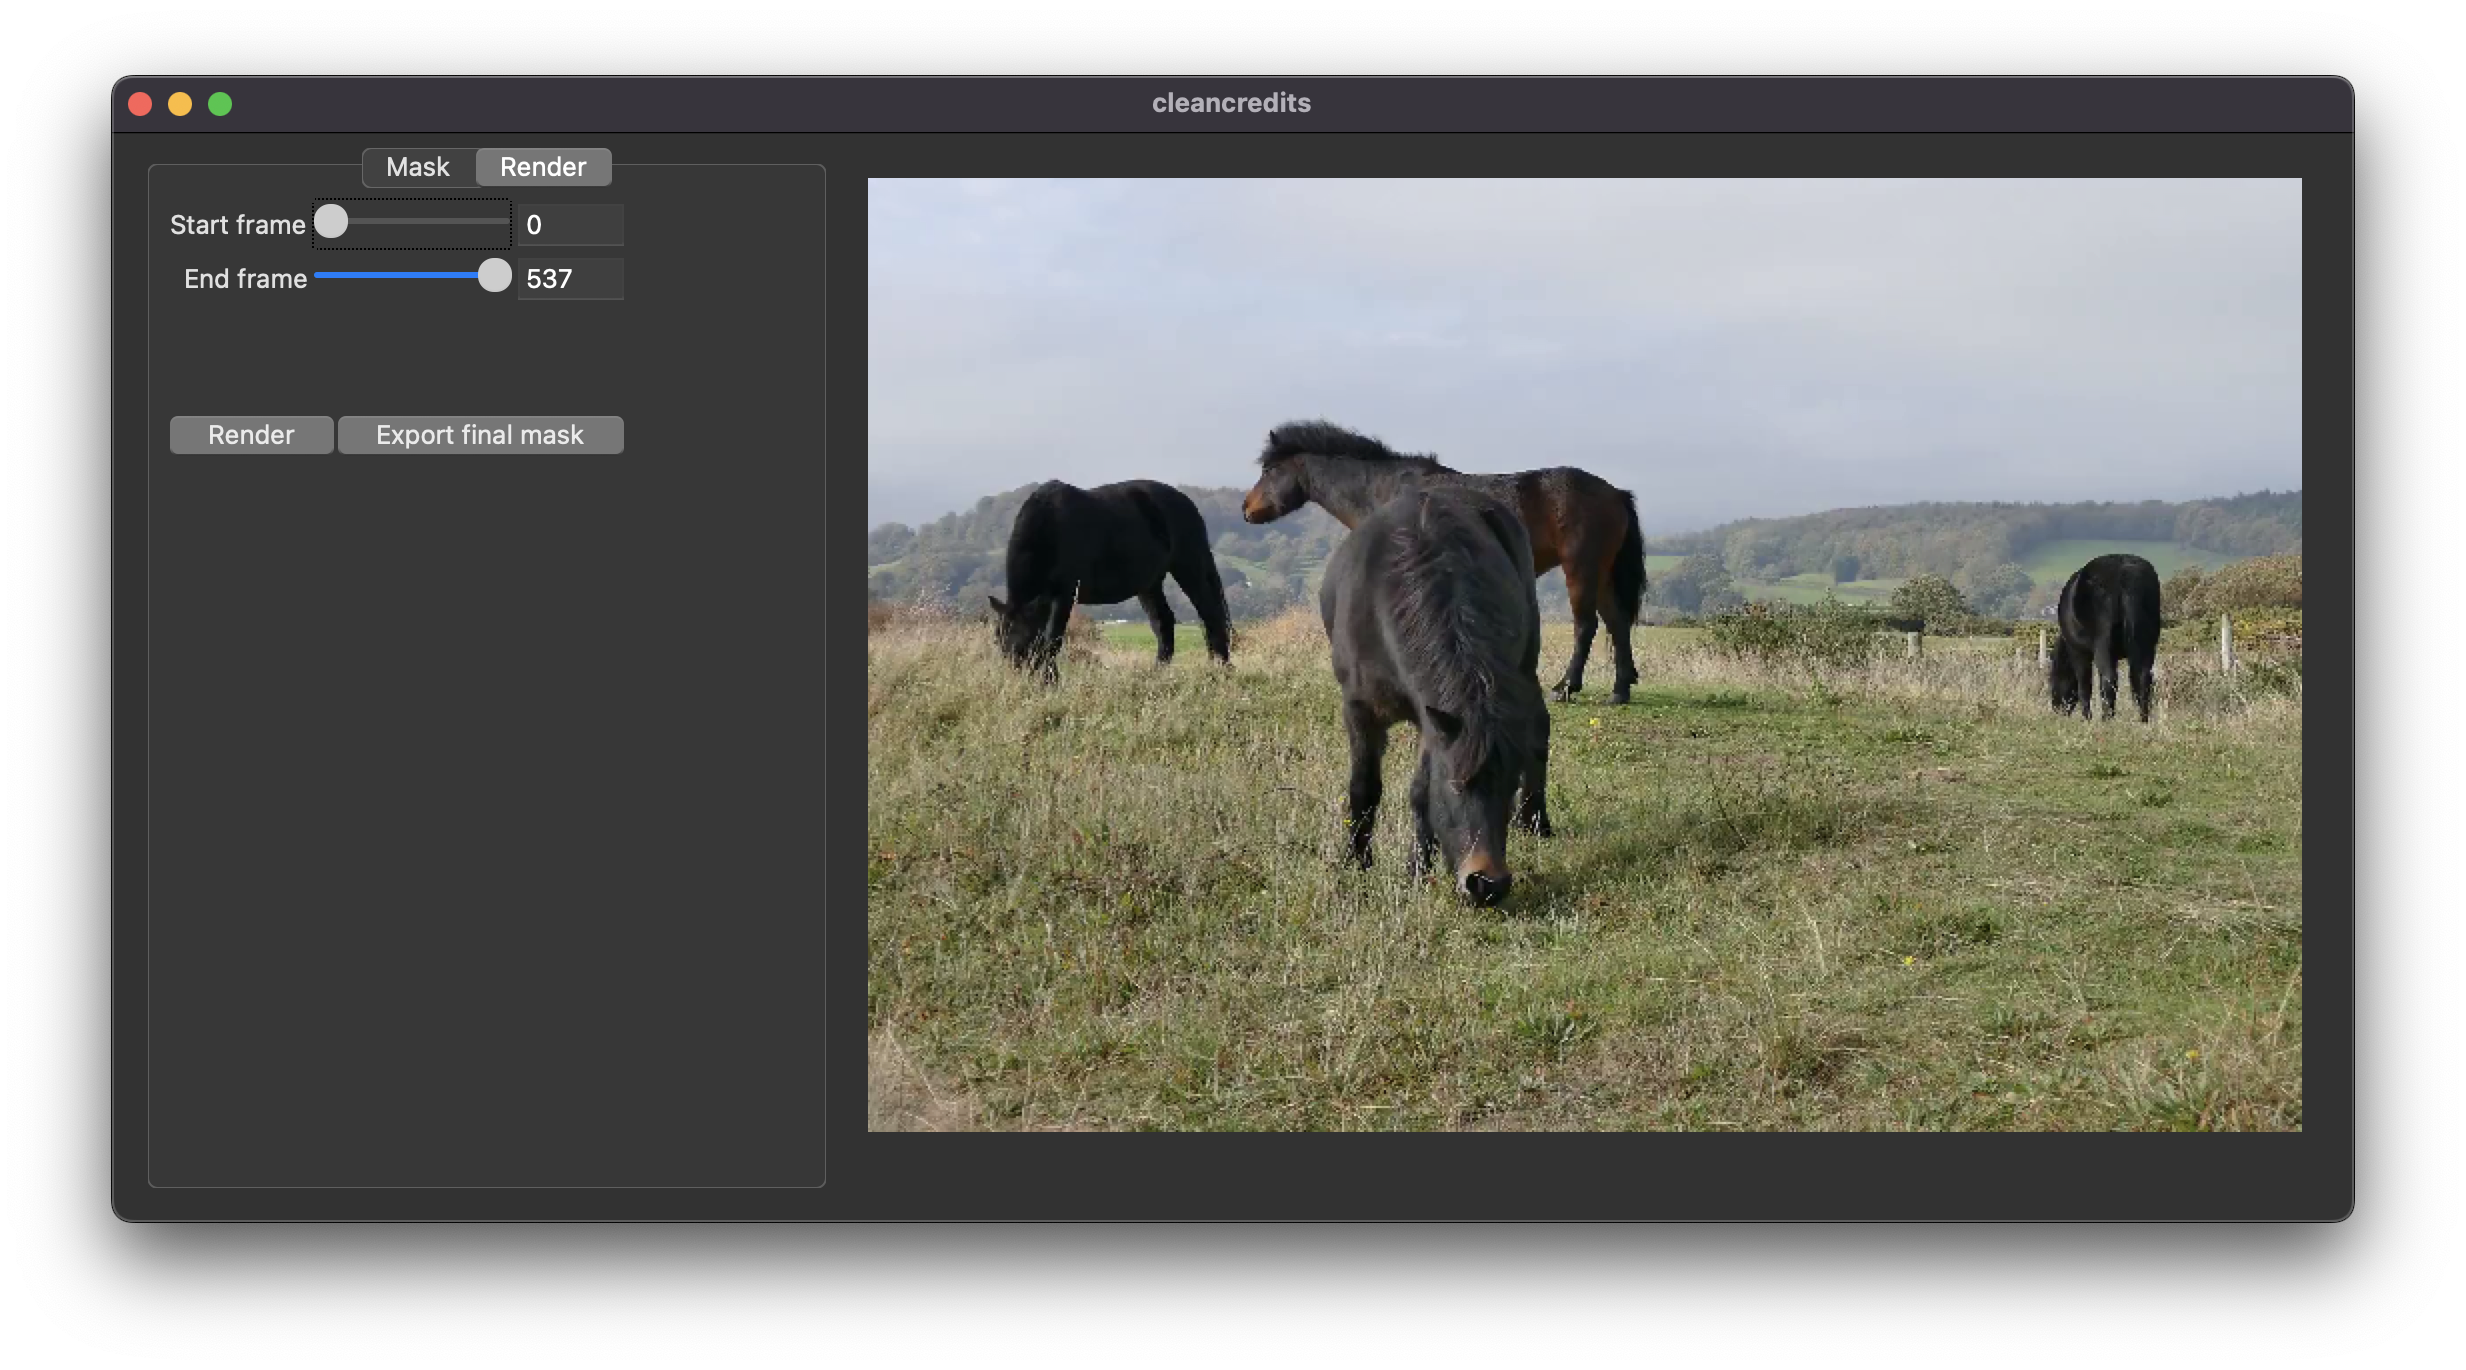 cleancredits
Mask Render
Start frame 0
End frame 537
Render Export final mask